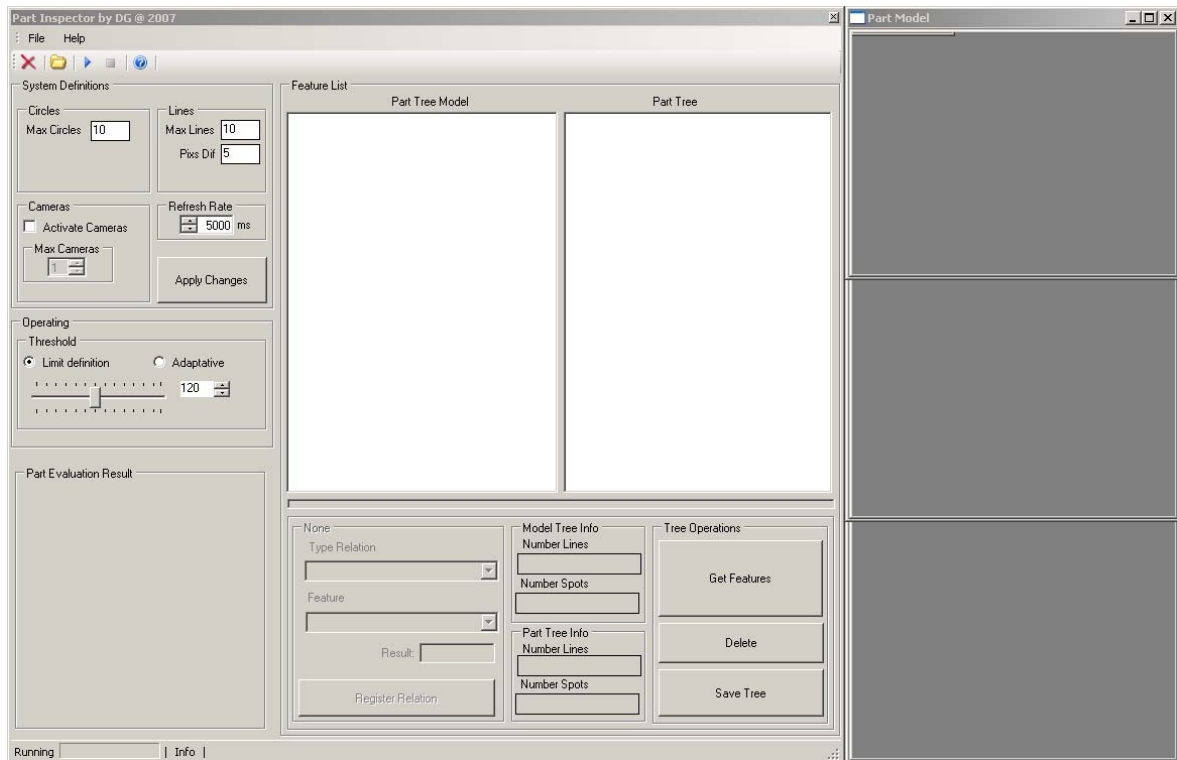 Part Inspector by DG @ 2007
File Help
System Definitions
Circles
Max Circles 10
Lines
Max Lines 10
Pixs Dif 5
Cameras
Activate Cameras
Max Cameras
1
Refresh Rate
5000 ms
Apply Changes
Operating
Threshold
Limit definition Adaptative
120
Part Evaluation Result
Feature List
Part Tree Model Part Tree
None
Type Relation
Feature
Result:
Register Relation
Model Tree Info
Number Lines
Number Spots
Part Tree Info
Number Lines
Number Spots
Tree Operations
Get Features
Delete
Save Tree
Running | Info |
Part Model